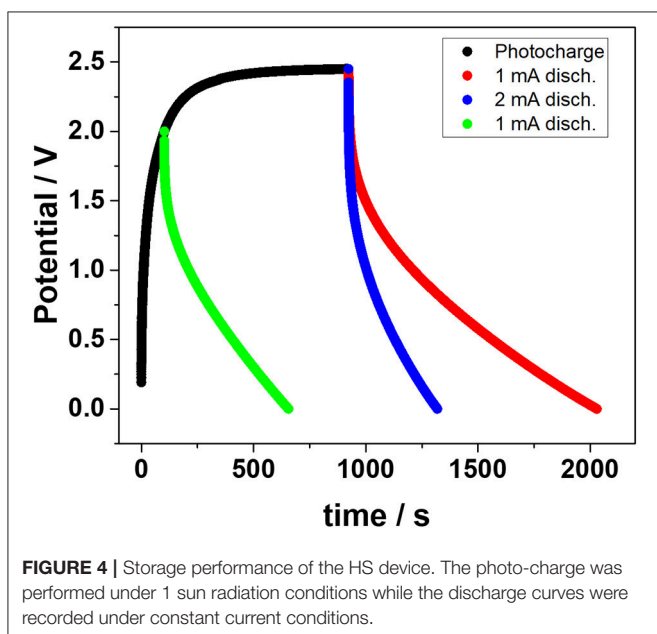 Potential / V
2.5
2.0
1.5
1.0
0.5
0.0
Photocharge
1 mA disch.
2 mA disch.
1 mA disch.
0
500
1000
1500
2000
time / s
FIGURE 4 | Storage performance of the HS device. The photo-charge was
performed under 1 sun radiation conditions while the discharge curves were
recorded under constant current conditions.